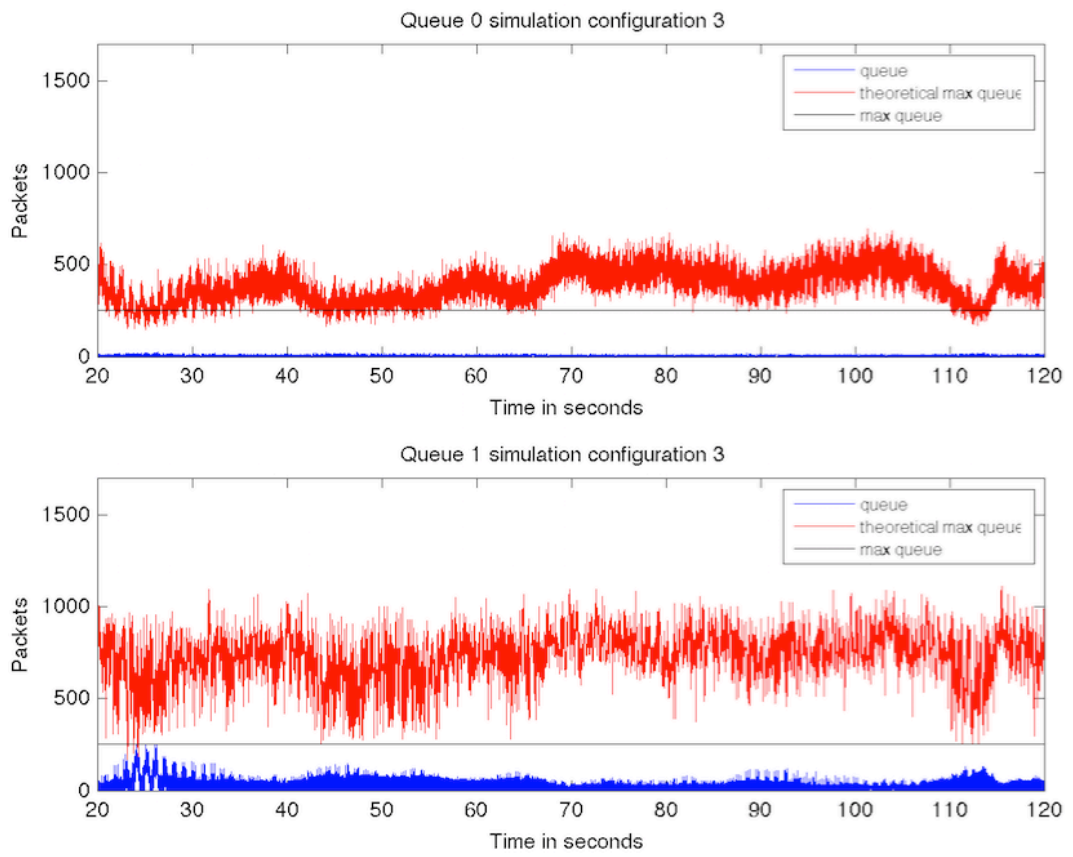 Queue 0 simulation configuration 3
1500
1000
500
0
Packets
queue
theoretical max queue
max queue
20 30 40 50 60 70 80 90 100 110 120
Time in seconds
Queue 1 simulation configuration 3
1500
1000
500
0
Packets
queue
theoretical max queue
max queue
20 30 40 50 60 70 80 90 100 110 120
Time in seconds